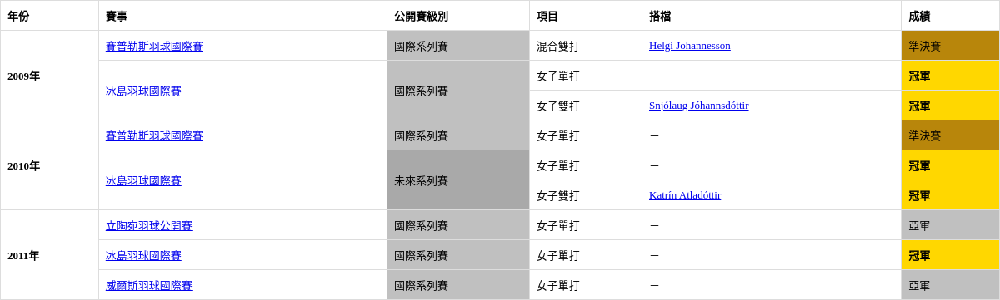 年份 賽事 公開賽級別 項目 搭檔 成績
2009年 賽普勒斯羽球國際賽 國際系列賽 混合雙打 Helgi Johannesson 準決賽
冰島羽球國際賽 國際系列賽 女子單打 － 冠軍
女子雙打 Snjólaug Jóhannsdóttir 冠軍
2010年 賽普勒斯羽球國際賽 國際系列賽 女子單打 － 準決賽
冰島羽球國際賽 未來系列賽 女子單打 － 冠軍
女子雙打 Katrín Atladóttir 冠軍
2011年 立陶宛羽球公開賽 國際系列賽 女子單打 － 亞軍
冰島羽球國際賽 國際系列賽 女子單打 － 冠軍
威爾斯羽球國際賽 國際系列賽 女子單打 － 亞軍